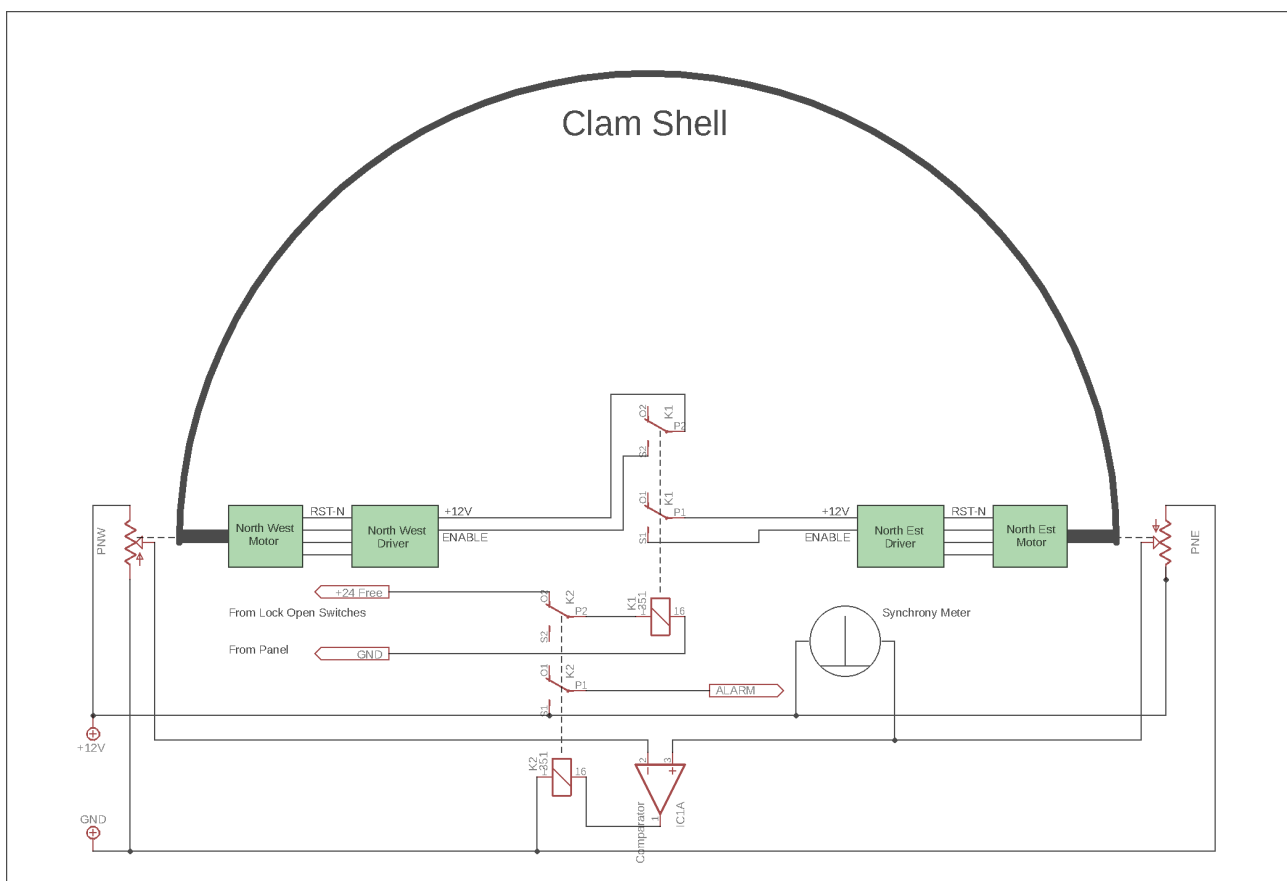 Clam Shell
O2
K1
P2
S2
O1
K1
P1
S1
RST-N
+12V
ENABLE
North West
Motor
North West
Driver
+12V
ENABLE
RST-N
North Est
Driver
North Est
Motor
PNW
PNE
+24 Free
From Lock Open Switches
From Panel
GND
O2
K2
P2
S2
K1
351
1
16
Synchrony Meter
O1
K2
P1
S1
ALARM
+12V
K2
351
1
16
2
3
-
+
1
Comparator
IC1A
GND